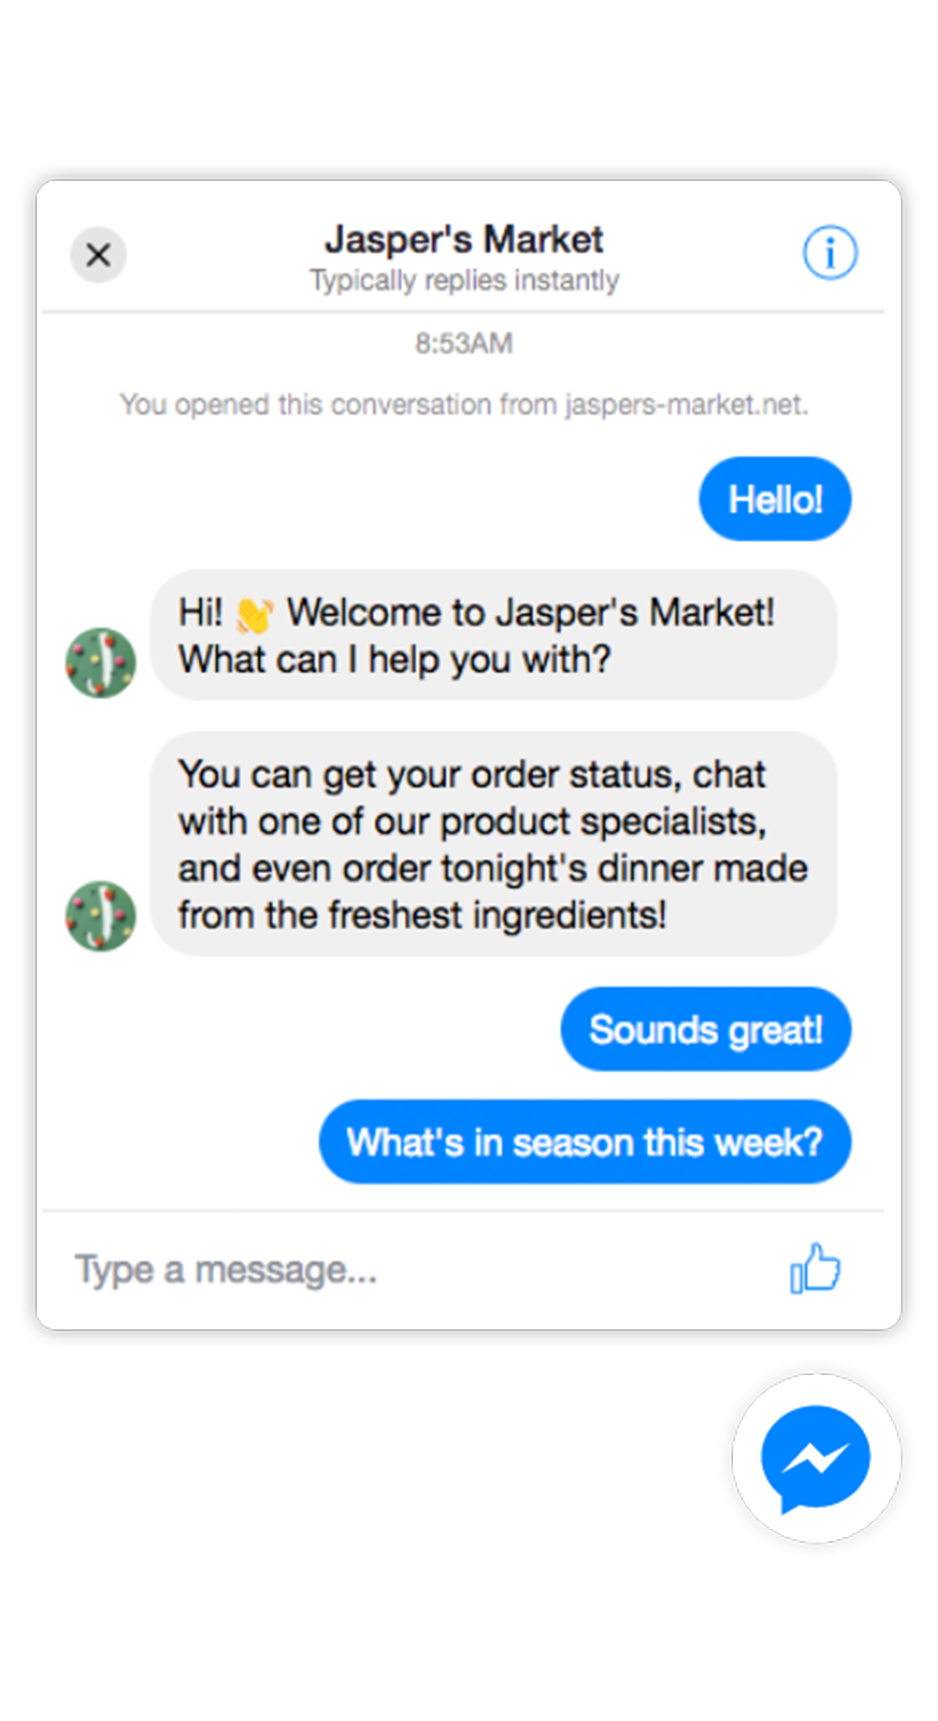 Jasper's Market
Typically replies instantly
8:53AM
You opened this conversation from jaspers-market.net.
Hello!
Hi! 👋 Welcome to Jasper's Market!
What can I help you with?
You can get your order status, chat
with one of our product specialists,
and even order tonight's dinner made
from the freshest ingredients!
Sounds great!
What's in season this week?
Type a message...